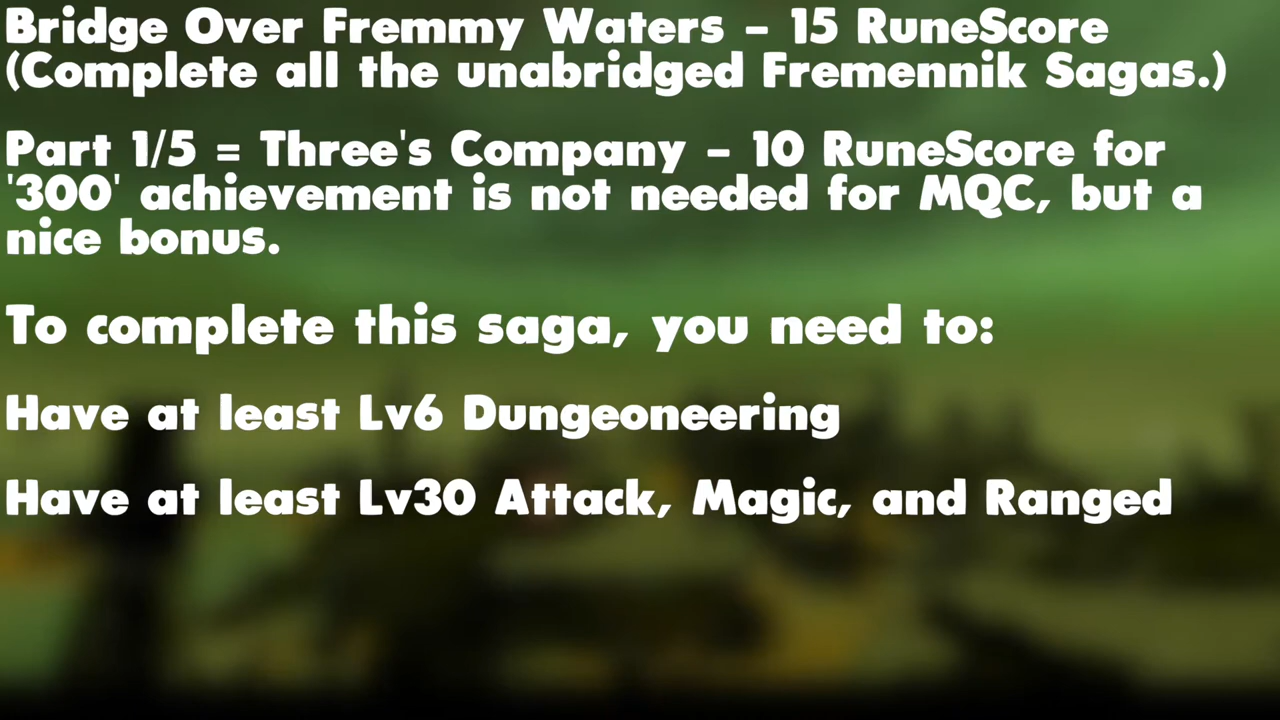 Bridge Over Fremmy Waters – 15 RuneScore
(Complete all the unabridged Fremennik Sagas.)
Part 1/5 = Three's Company – 10 RuneScore for
'300' achievement is not needed for MQC, but a
nice bonus.
To complete this saga, you need to:
Have at least Lv6 Dungeoneering
Have at least Lv30 Attack, Magic, and Ranged